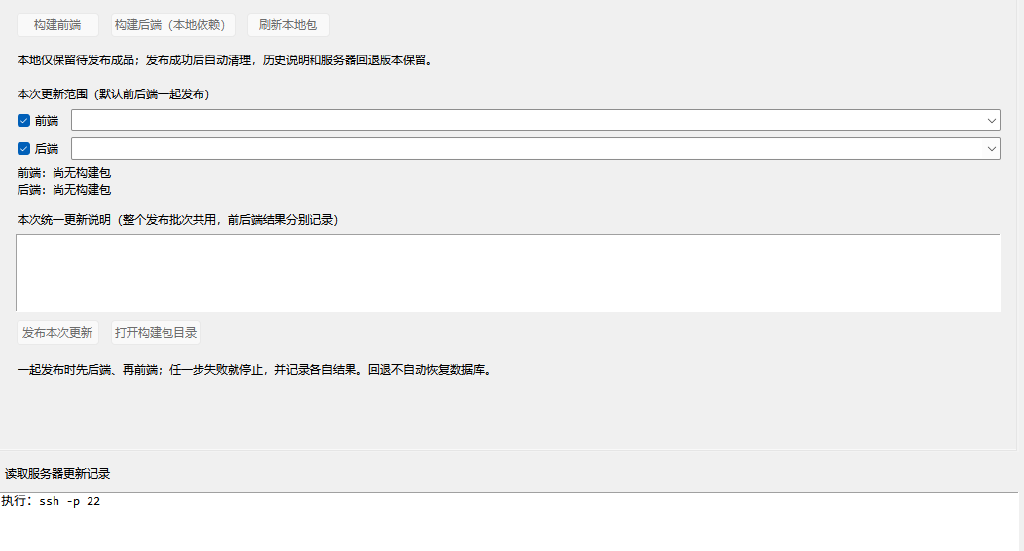 构建前端 构建后端（本地依赖） 刷新本地包
本地仅保留待发布成品；发布成功后自动清理，历史说明和服务器回退版本保留。
本次更新范围（默认前后端一起发布）
前端
后端
前端：尚无构建包
后端：尚无构建包
本次统一更新说明（整个发布批次共用，前后端结果分别记录）
发布本次更新 打开构建包目录
一起发布时先后端、再前端；任一步失败就停止，并记录各自结果。回退不自动恢复数据库。
读取服务器更新记录
执行：ssh -p 22